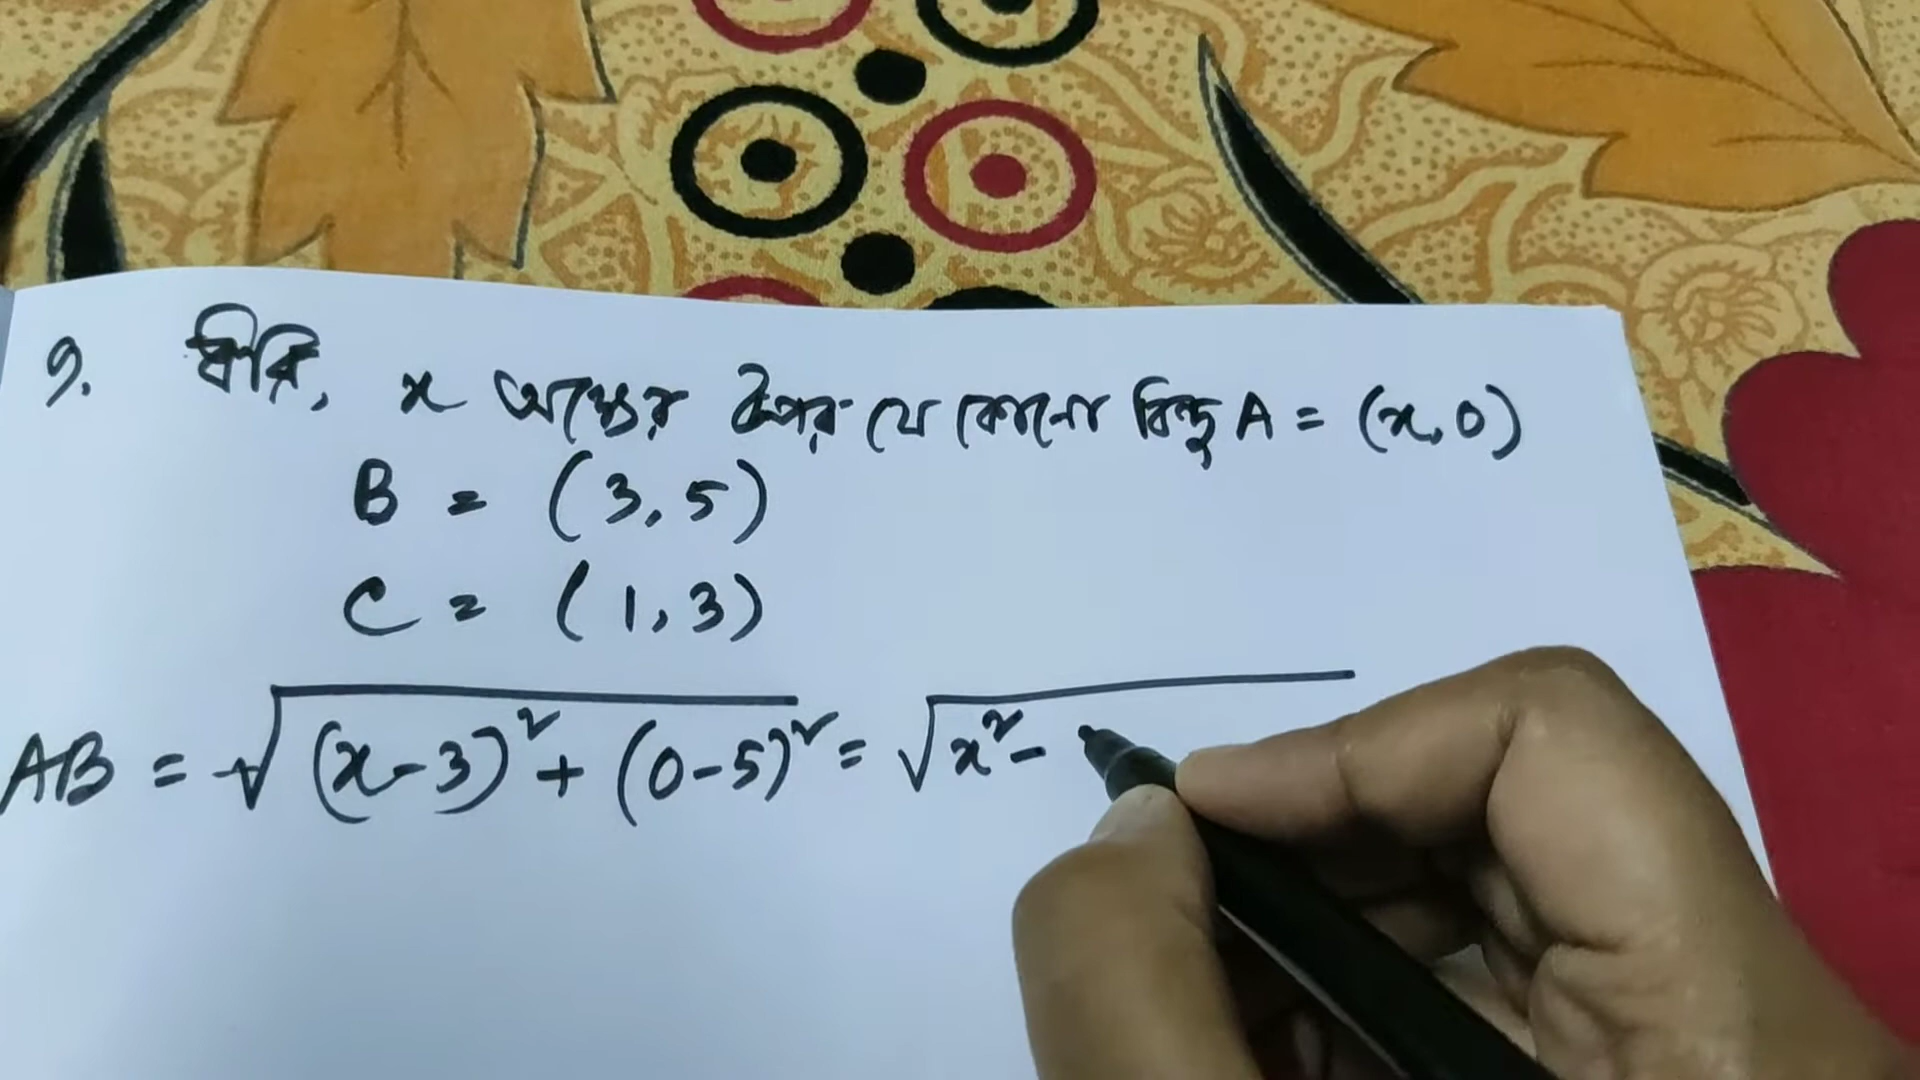 9. ধরি, x অক্ষের উপর যে কোনো বিন্দু A = (x, 0)
B = (3, 5)
C = (1, 3)
AB = √(x-3)² + (0-5)² = √x² -